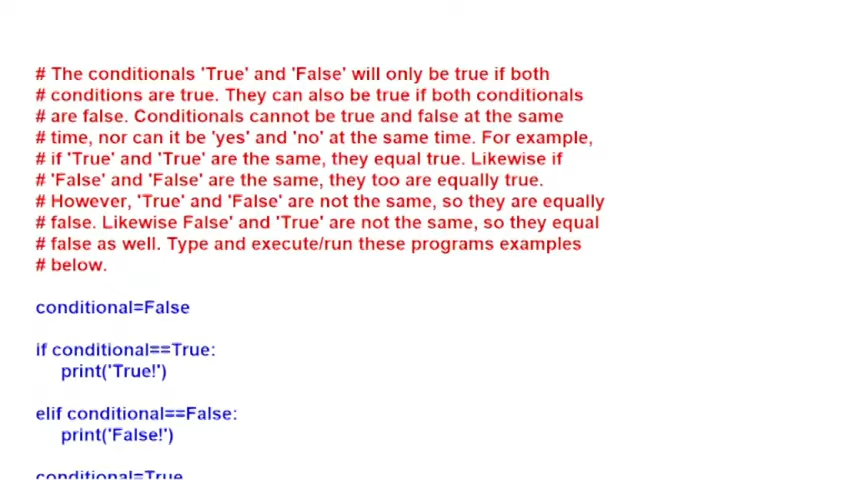 # The conditionals 'True' and 'False' will only be true if both
# conditions are true. They can also be true if both conditionals
# are false. Conditionals cannot be true and false at the same
# time, nor can it be 'yes' and 'no' at the same time. For example,
# if 'True' and 'True' are the same, they equal true. Likewise if
# 'False' and 'False' are the same, they too are equally true.
# However, 'True' and 'False' are not the same, so they are equally
# false. Likewise False' and 'True' are not the same, so they equal
# false as well. Type and execute/run these programs examples
# below.
conditional=False
if conditional==True:
print('True!')
elif conditional==False:
print('False!')
conditional=True